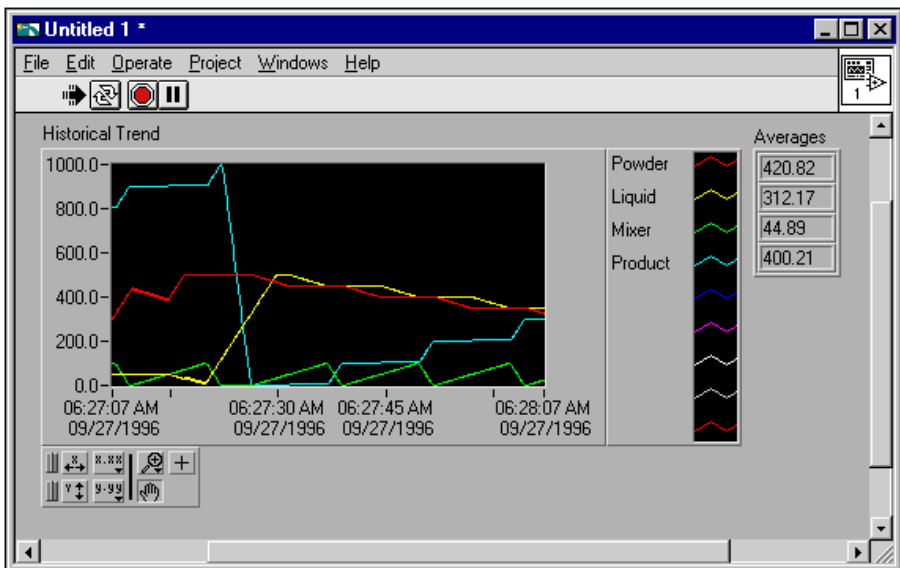 Untitled 1 *
File Edit Operate Project Windows Help
1
Historical Trend
Averages
1000.0
800.0
600.0
400.0
200.0
0.0
06:27:07 AM 06:27:30 AM 06:27:45 AM 06:28:07 AM
09/27/1996 09/27/1996 09/27/1996 09/27/1996
Powder
Liquid
Mixer
Product
420.82
312.17
44.89
400.21
X x.xx
Y y.yy